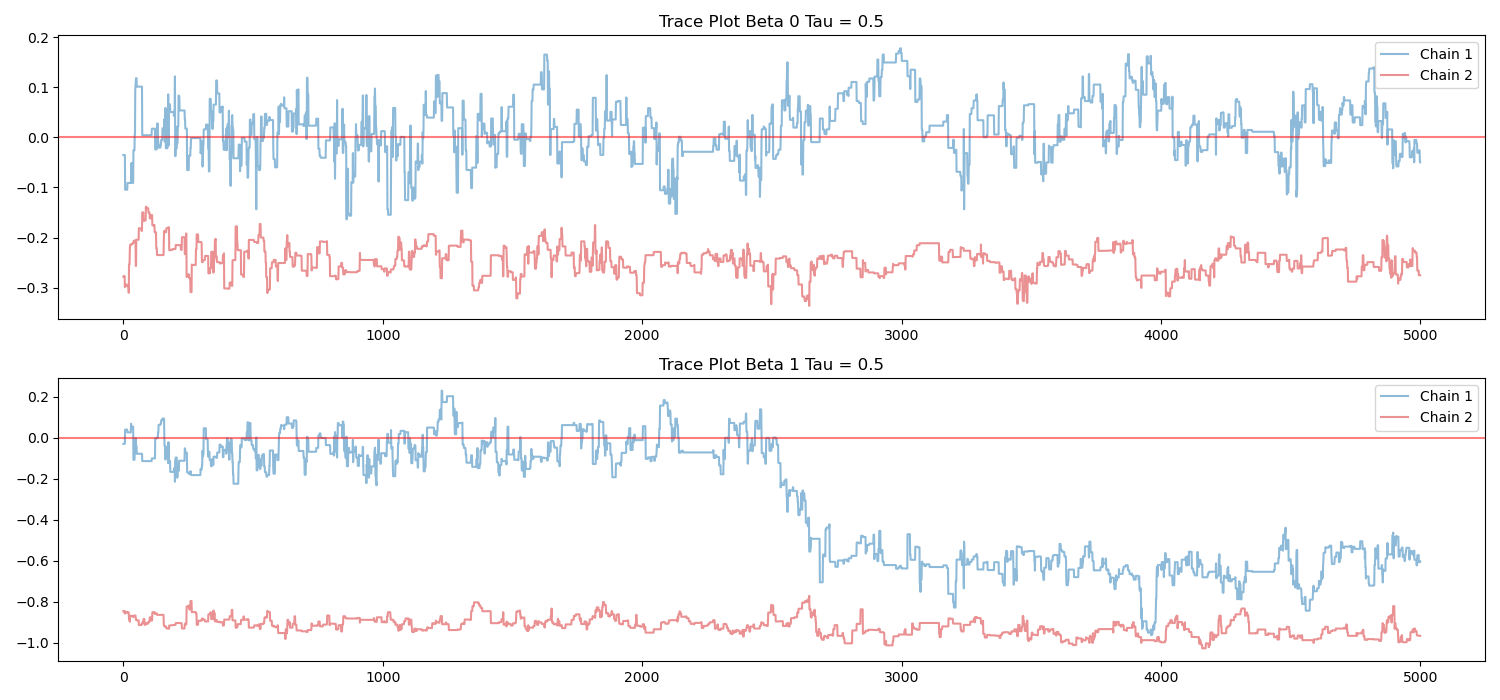 Trace Plot Beta 0 Tau = 0.5
0.2
0.1
0.0
−0.1
−0.2
−0.3
Chain 1
Chain 2
0 1000 2000 3000 4000 5000
Trace Plot Beta 1 Tau = 0.5
0.2
0.0
−0.2
−0.4
−0.6
−0.8
−1.0
Chain 1
Chain 2
0 1000 2000 3000 4000 5000